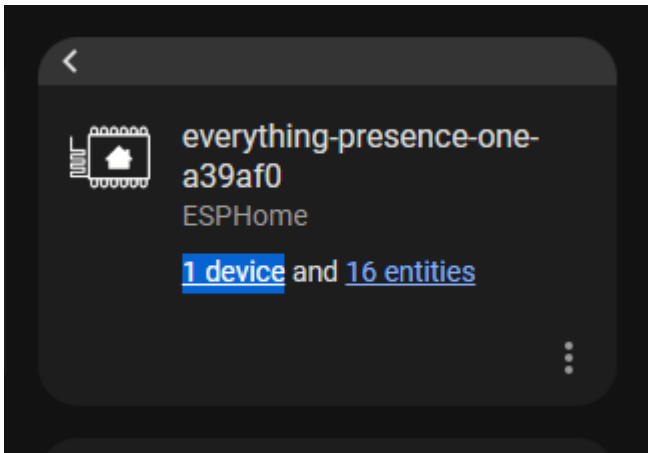 everything-presence-one-
a39af0
ESPHome
1 device and 16 entities